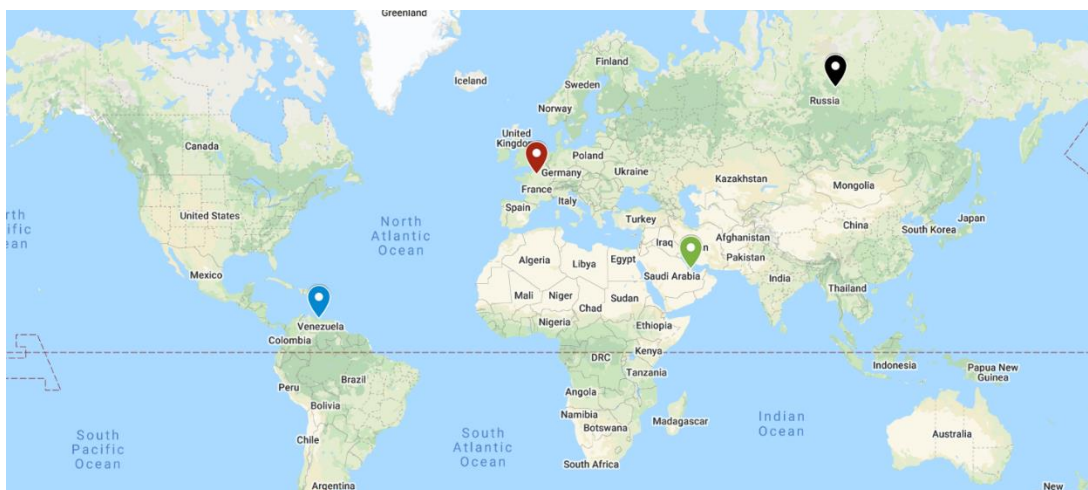 Greenland
Iceland
Finland
Sweden
Norway
Russia
United
Kingdom
Canada
Poland
Germany
Ukraine
Kazakhstan
Mongolia
France
Italy
Spain
United States
North
Atlantic
Ocean
Turkey
Japan
South Korea
China
Afghanistan
Iraq
n
Pakistan
Algeria
Libya
Egypt
Saudi Arabia
India
Mexico
Mali
Niger
Chad
Sudan
Thailand
Venezuela
Nigeria
Ethiopia
Colombia
Kenya
DRC
Tanzania
Indonesia
Papua New
Guinea
Peru
Brazil
Angola
Bolivia
Namibia
Botswana
Madagascar
Indian
Ocean
South
Pacific
Ocean
Chile
South
Atlantic
Ocean
Australia
South Africa
Argentina
New